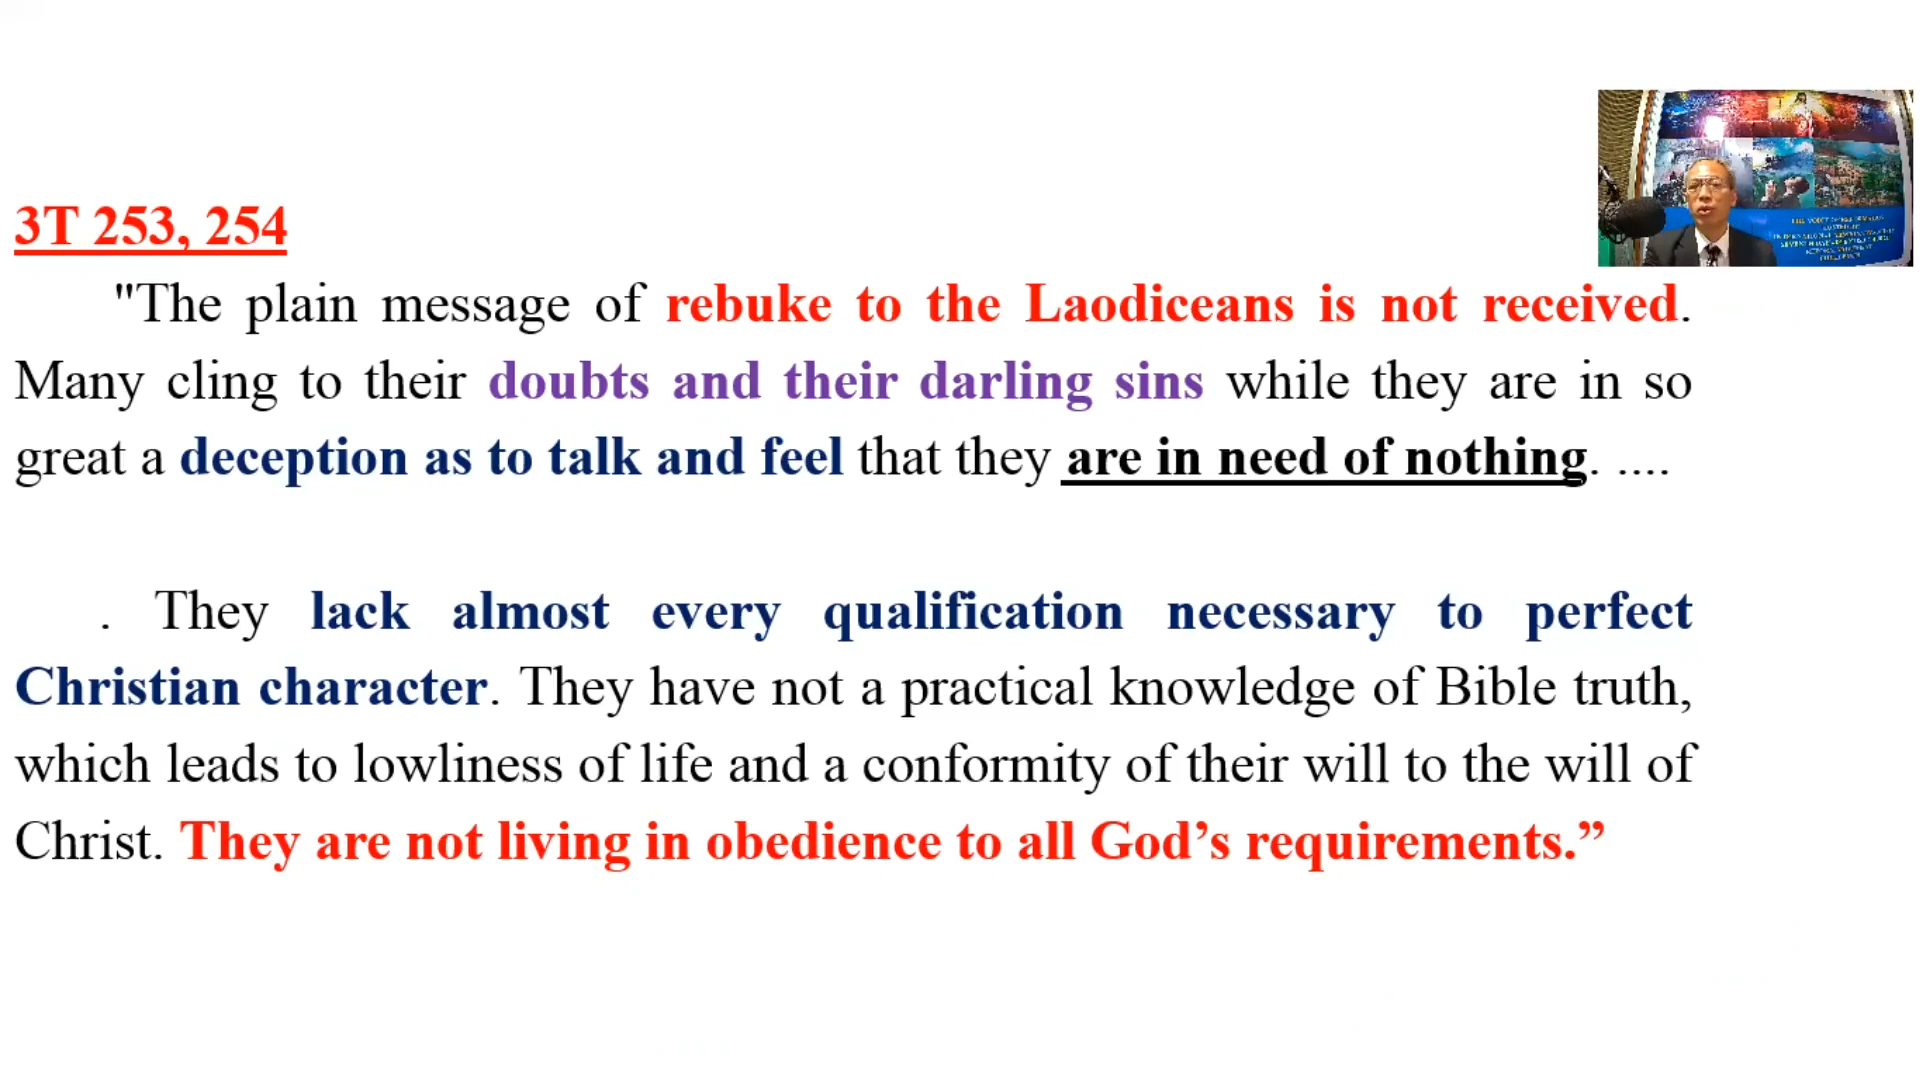 3T 253, 254
"The plain message of rebuke to the Laodiceans is not received.
Many cling to their doubts and their darling sins while they are in so
great a deception as to talk and feel that they are in need of nothing. ....
. They lack almost every qualification necessary to perfect
Christian character. They have not a practical knowledge of Bible truth,
which leads to lowliness of life and a conformity of their will to the will of
Christ. They are not living in obedience to all God’s requirements.”